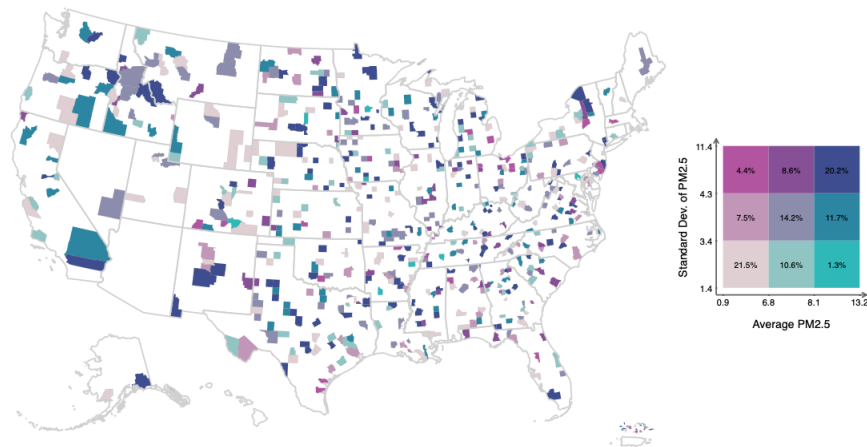 11.4
4.4% 8.6% 20.2%
4.3
7.5% 14.2% 11.7%
3.4
21.5% 10.6% 1.3%
1.4
0.9 6.8 8.1 13.2
Standard Dev. of PM2.5
Average PM2.5